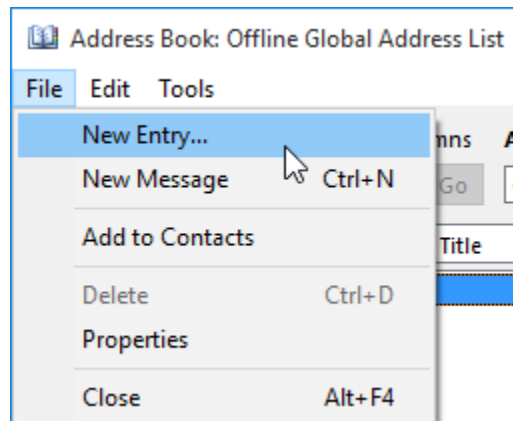 Address Book: Offline Global Address List
File Edit Tools
New Entry...
New Message Ctrl+N
Go
Add to Contacts
Title
Delete Ctrl+D
Properties
Close Alt+F4